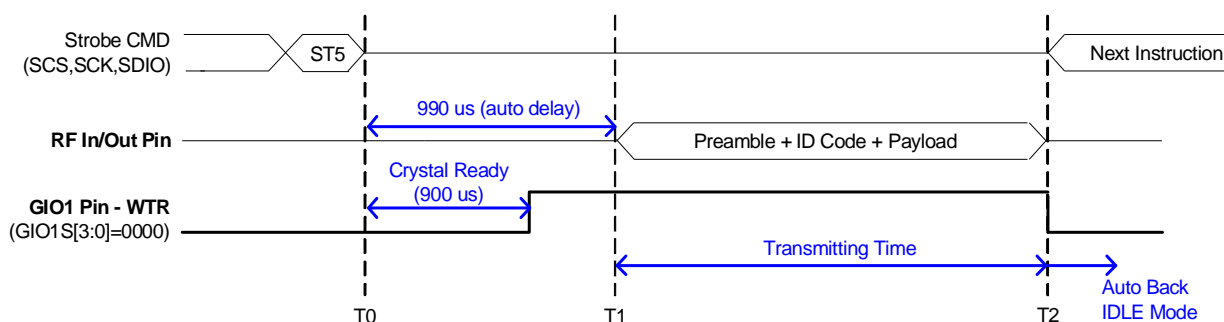 Strobe CMD
(SCS,SCK,SDIO)
ST5
Next Instruction
990 us (auto delay)
RF In/Out Pin
Preamble + ID Code + Payload
Crystal Ready
(900 us)
GIO1 Pin - WTR
(GIO1S[3:0]=0000)
Transmitting Time
Auto Back
IDLE Mode
T0
T1
T2